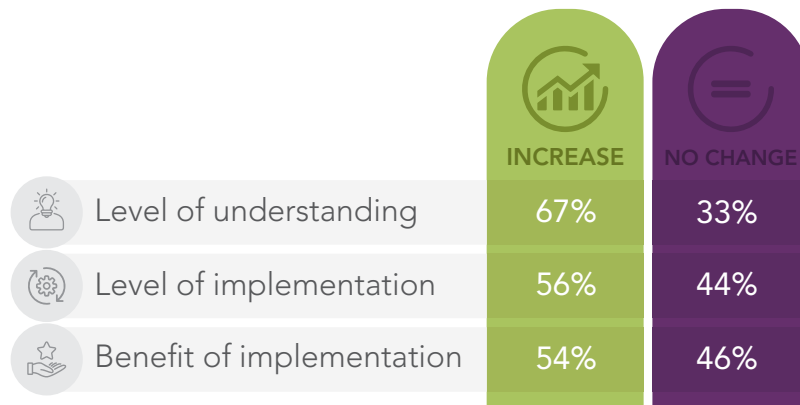 INCREASE NO CHANGE
Level of understanding 67% 33%
Level of implementation 56% 44%
Benefit of implementation 54% 46%